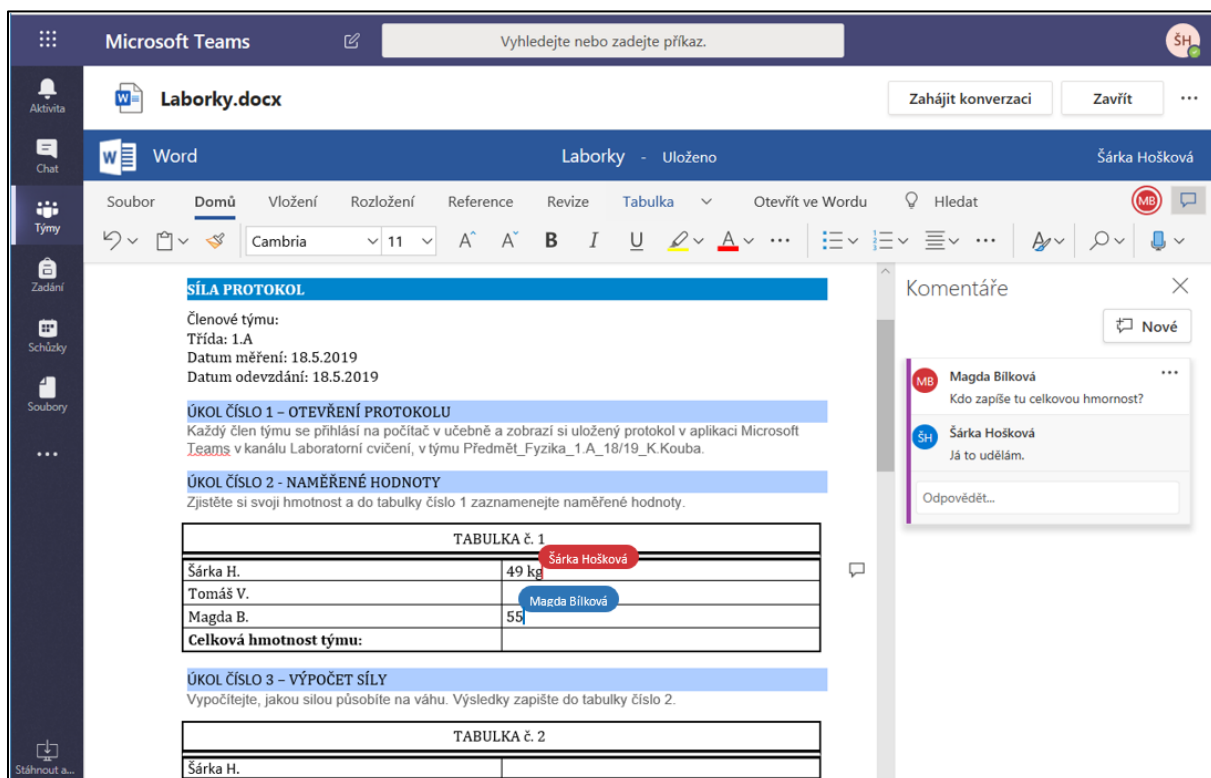 Microsoft Teams
Vyhledejte nebo zadejte příkaz.
ŠH
Aktivita
Chat
Týmy
Zadání
Schůzky
Soubory
Stáhnout a...
Laborky.docx
Zahájit konverzaci
Zavřít
Word
Laborky - Uloženo
Šárka Hošková
Soubor Domů Vložení Rozložení Reference Revize Tabulka Otevřít ve Wordu Hledat
MB
Cambria 11 A A B I U A
SÍLA PROTOKOL
Členové týmu:
Třída: 1.A
Datum měření: 18.5.2019
Datum odevzdání: 18.5.2019
ÚKOL ČÍSLO 1 – OTEVŘENÍ PROTOKOLU
Každý člen týmu se přihlásí na počítač v učebně a zobrazí si uložený protokol v aplikaci Microsoft
Teams v kanálu Laboratorní cvičení, v týmu Předmět_Fyzika_1.A_18/19_K.Kouba.
ÚKOL ČÍSLO 2 - NAMĚŘENÉ HODNOTY
Zjistěte si svoji hmotnost a do tabulky číslo 1 zaznamenejte naměřené hodnoty.
TABULKA č. 1
Šárka Hošková
Šárka H. 49 kg
Tomáš V.
Magda Bílková
Magda B. 55
Celková hmotnost týmu:
ÚKOL ČÍSLO 3 – VÝPOČET SÍLY
Vypočítejte, jakou silou působíte na váhu. Výsledky zapište do tabulky číslo 2.
TABULKA č. 2
Šárka H.
Komentáře
Nové
MB
Magda Bílková
Kdo zapíše tu celkovou hmornost?
ŠH
Šárka Hošková
Já to udělám.
Odpovědět...